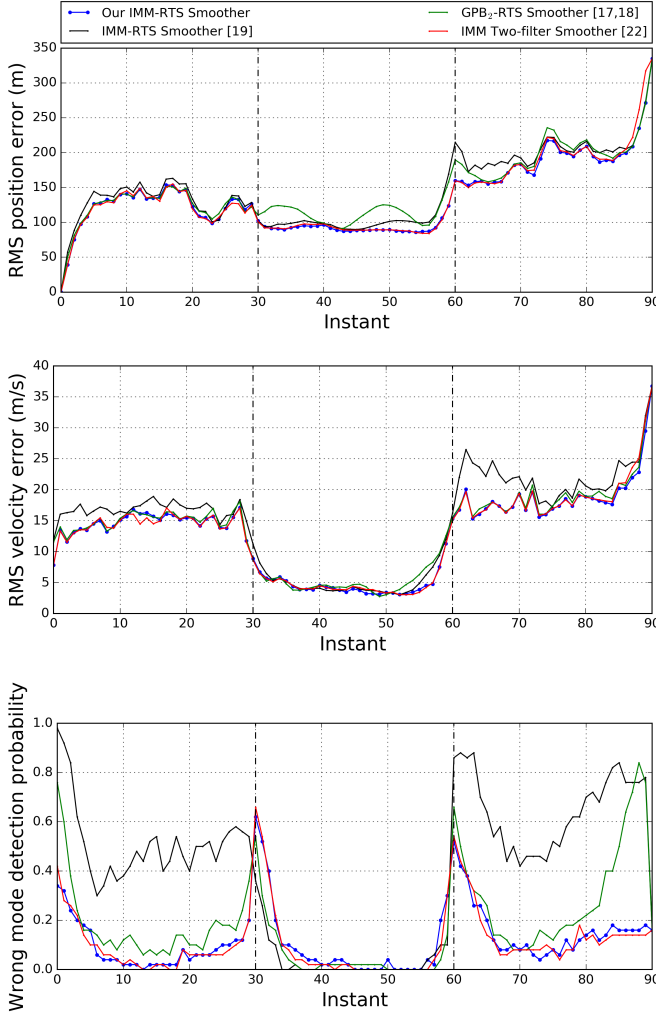 Our IMM-RTS Smoother
IMM-RTS Smoother [19]
GPB₂-RTS Smoother [17,18]
IMM Two-filter Smoother [22]
RMS position error (m)
350
300
250
200
150
100
50
0
0 10 20 30 40 50 60 70 80 90
Instant
RMS velocity error (m/s)
40
35
30
25
20
15
10
5
0
0 10 20 30 40 50 60 70 80 90
Instant
Wrong mode detection probability
1.0
0.8
0.6
0.4
0.2
0.0
0 10 20 30 40 50 60 70 80 90
Instant